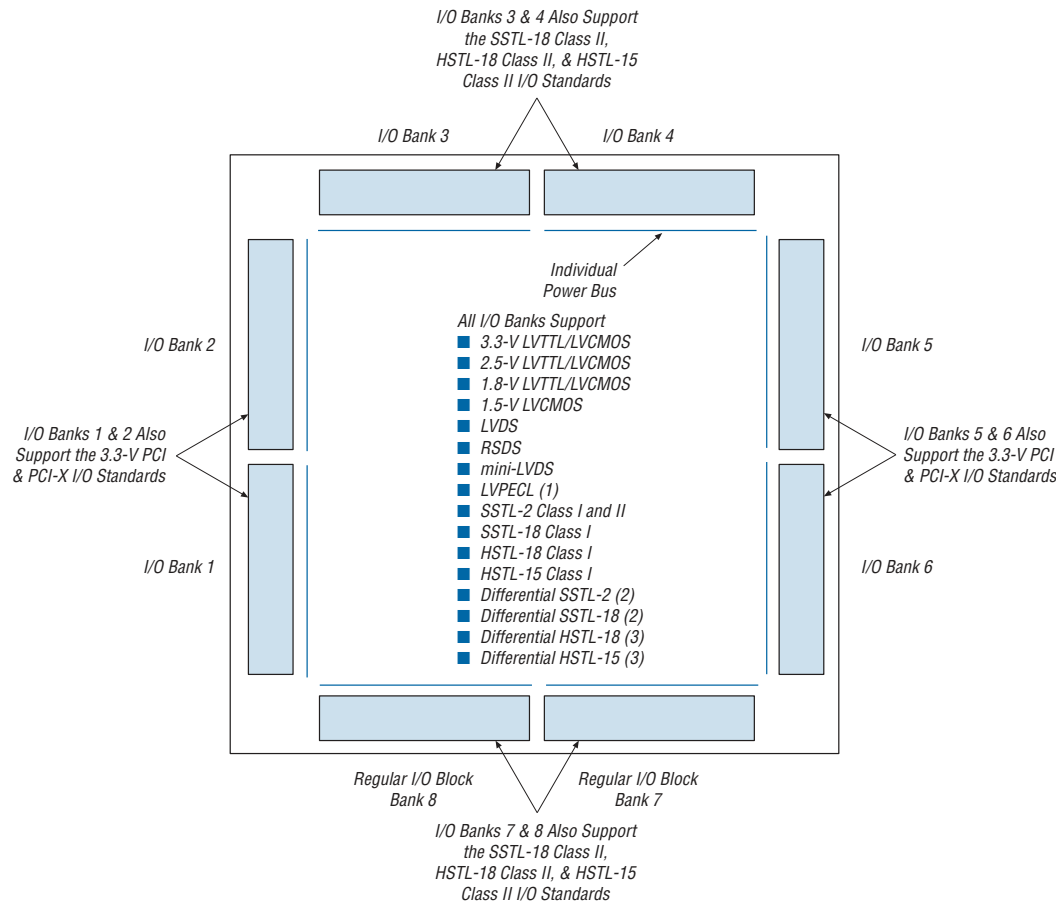 I/O Banks 3 & 4 Also Support
the SSTL-18 Class II,
HSTL-18 Class II, & HSTL-15
Class II I/O Standards
I/O Bank 3
I/O Bank 4
Individual
Power Bus
All I/O Banks Support
3.3-V LVTTL/LVCMOS
2.5-V LVTTL/LVCMOS
1.8-V LVTTL/LVCMOS
1.5-V LVCMOS
LVDS
RSDS
mini-LVDS
LVPECL (1)
SSTL-2 Class I and II
SSTL-18 Class I
HSTL-18 Class I
HSTL-15 Class I
Differential SSTL-2 (2)
Differential SSTL-18 (2)
Differential HSTL-18 (3)
Differential HSTL-15 (3)
I/O Bank 2
I/O Banks 1 & 2 Also
Support the 3.3-V PCI
& PCI-X I/O Standards
I/O Bank 1
I/O Bank 5
I/O Banks 5 & 6 Also
Support the 3.3-V PCI
& PCI-X I/O Standards
I/O Bank 6
Regular I/O Block
Bank 8
Regular I/O Block
Bank 7
I/O Banks 7 & 8 Also Support
the SSTL-18 Class II,
HSTL-18 Class II, & HSTL-15
Class II I/O Standards